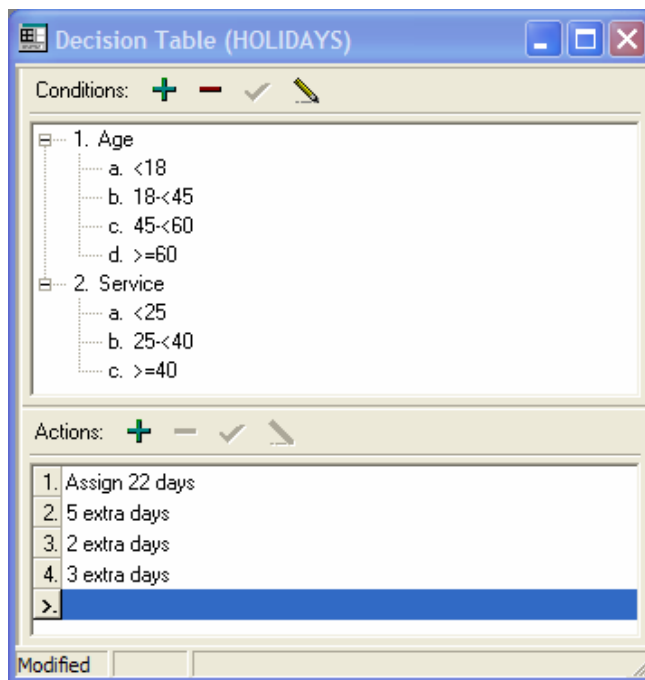 Decision Table (HOLIDAYS)
Conditions:
1. Age
a. <18
b. 18-<45
c. 45-<60
d. >=60
2. Service
a. <25
b. 25-<40
c. >=40
Actions:
1. Assign 22 days
2. 5 extra days
3. 2 extra days
4. 3 extra days
>.
Modified